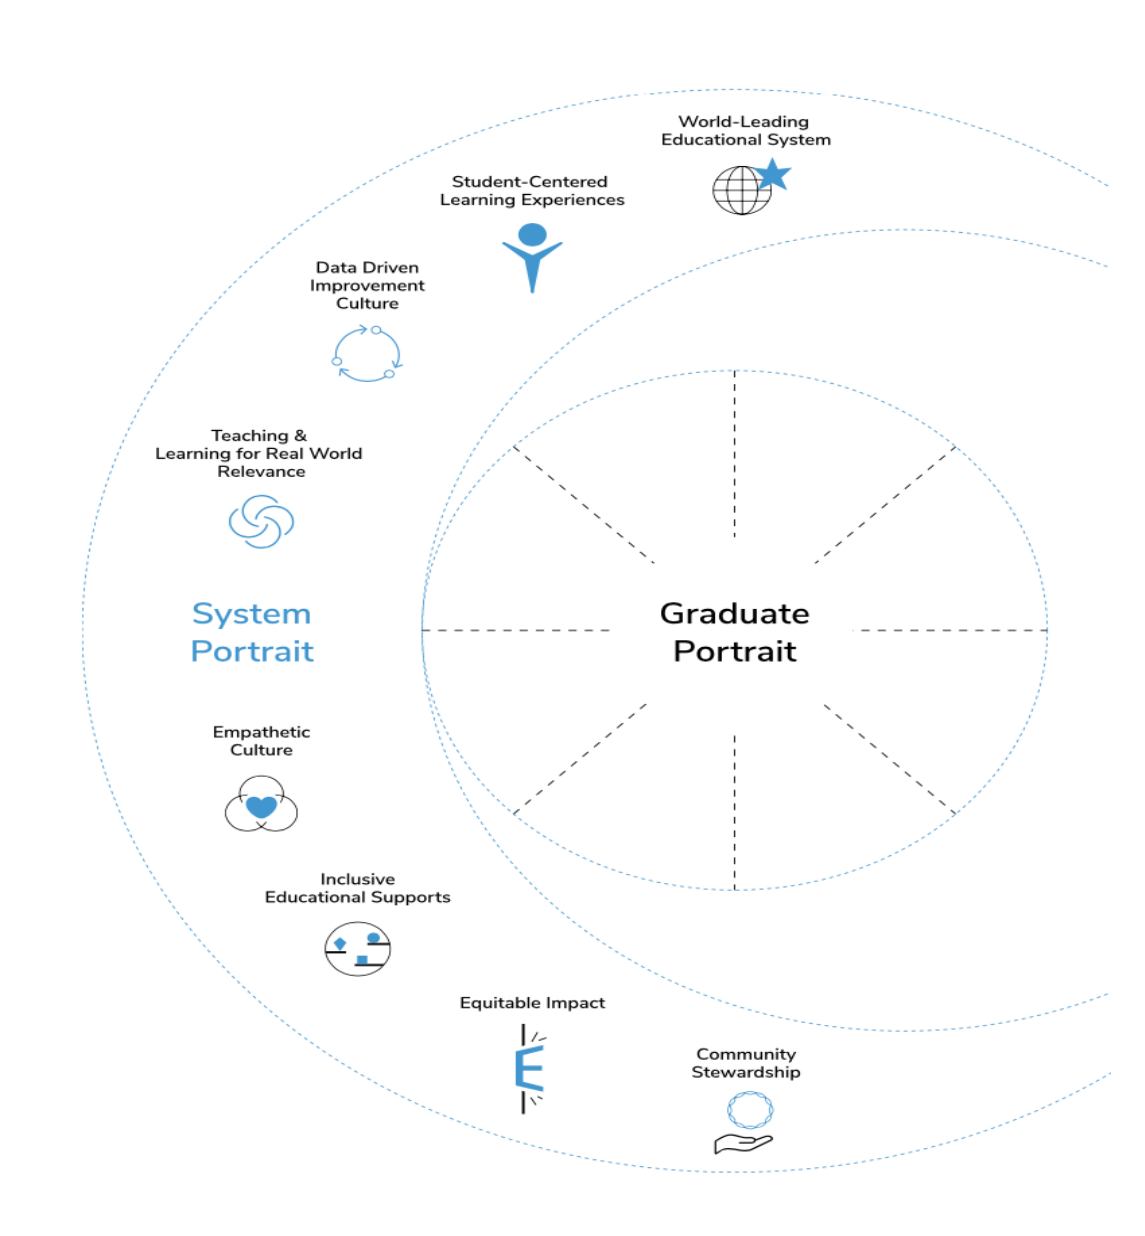 World-Leading
Educational System
Student-Centered
Learning Experiences
Data Driven
Improvement
Culture
Teaching &
Learning for Real World
Relevance
System
Portrait
Graduate
Portrait
Empathetic
Culture
Inclusive
Educational Supports
Equitable Impact
E
Community
Stewardship